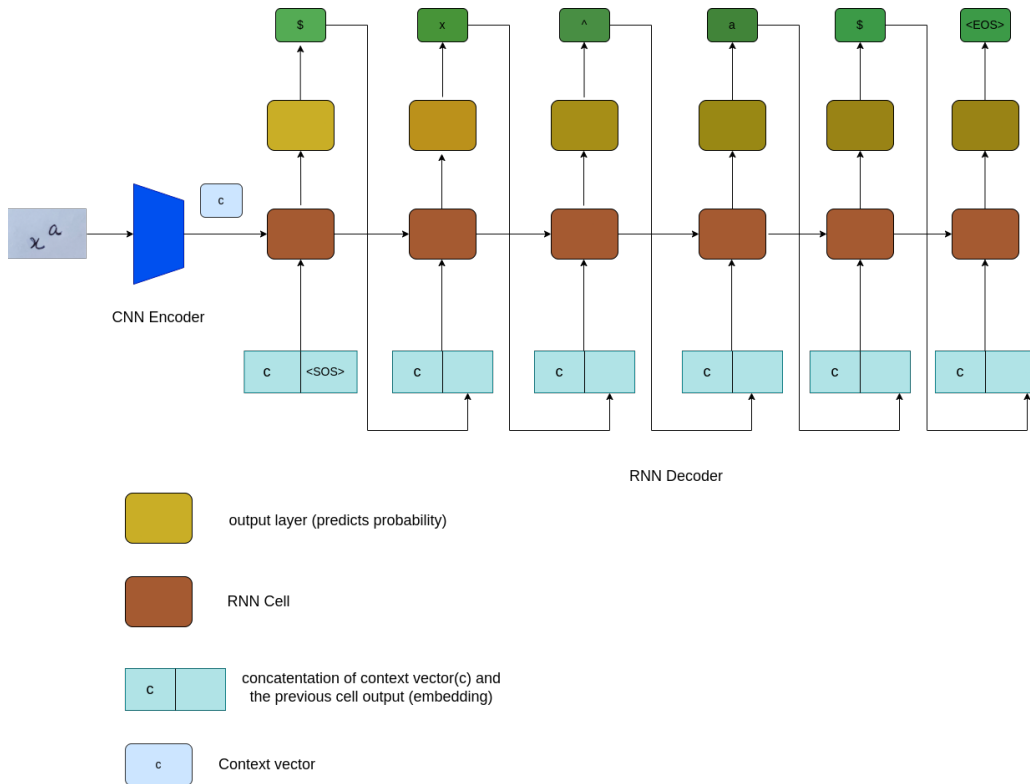 $ x ^ a $ <EOS>
c
x a
CNN Encoder
c <SOS> c c c c c
RNN Decoder
output layer (predicts probability)
RNN Cell
c
concatentation of context vector(c) and
the previous cell output (embedding)
c
Context vector